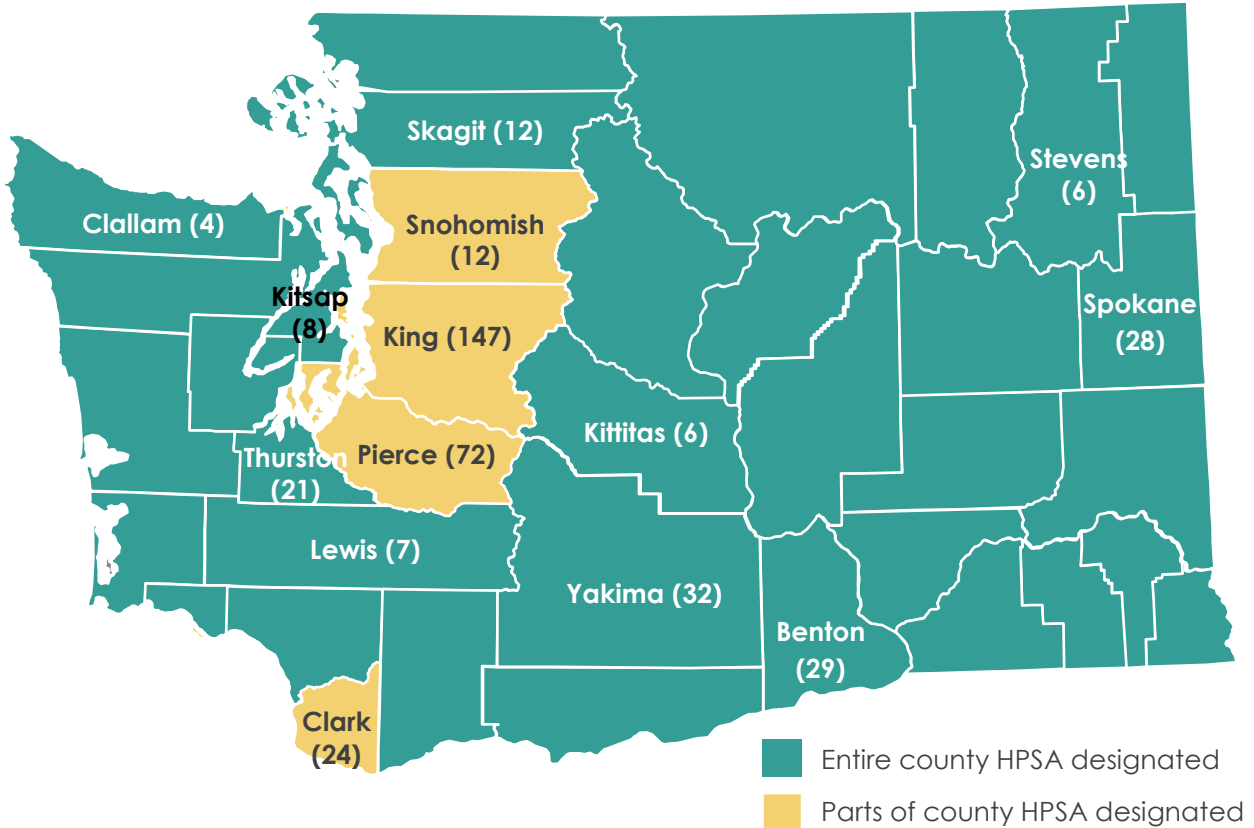 Skagit (12)
Stevens
(6)
Clallam (4)
Snohomish
(12)
Kitsap
(8)
King (147)
Spokane
(28)
Kittitas (6)
Thurston
(21)
Pierce (72)
Lewis (7)
Yakima (32)
Benton
(29)
Clark
(24)
Entire county HPSA designated
Parts of county HPSA designated